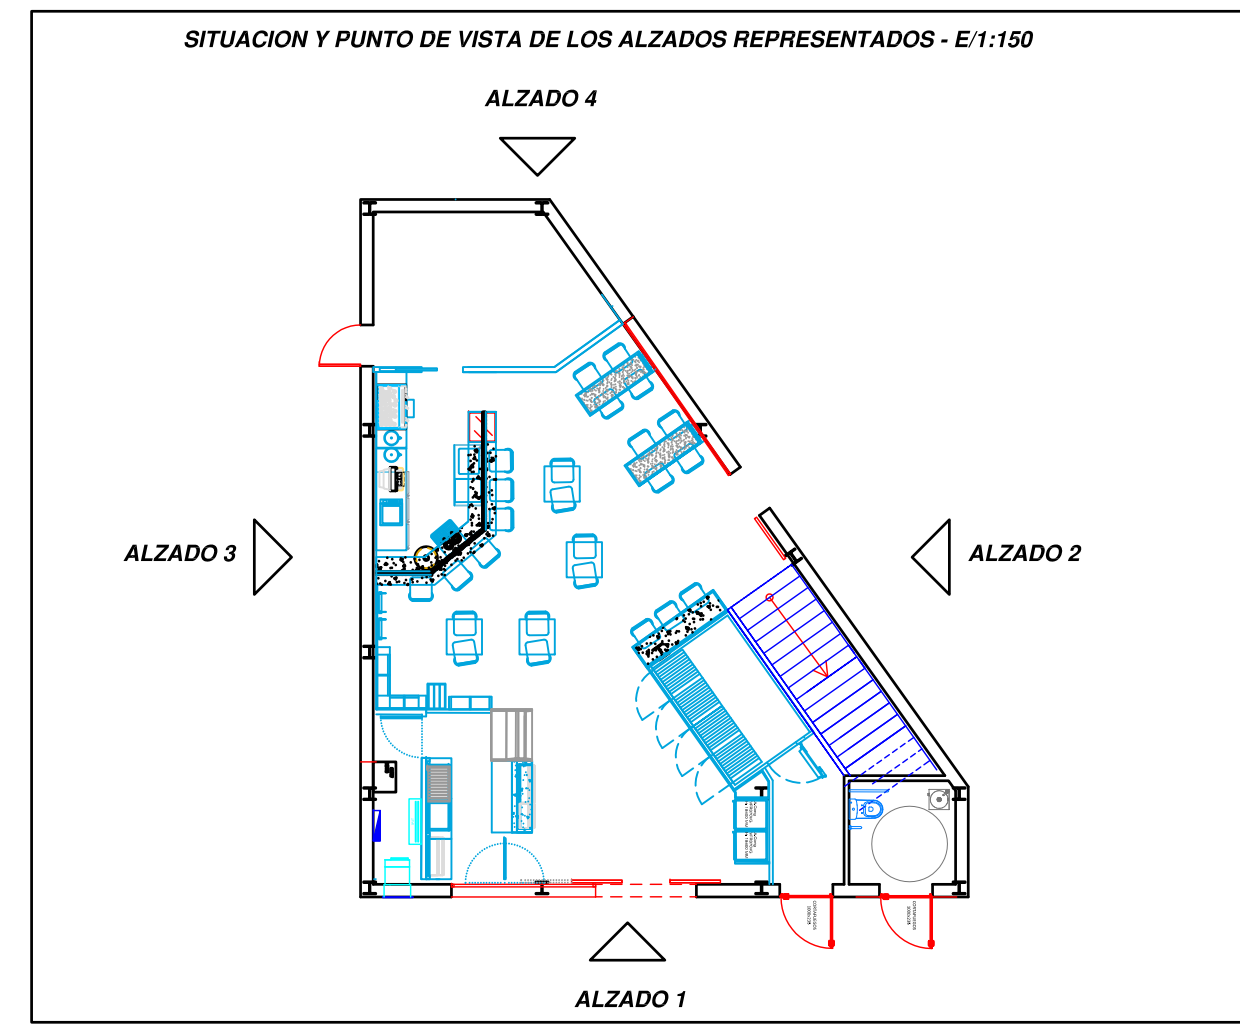 SITUACION Y PUNTO DE VISTA DE LOS ALZADOS REPRESENTADOS - E/1:150
ALZADO 4
ALZADO 3
ALZADO 2
ALZADO 1